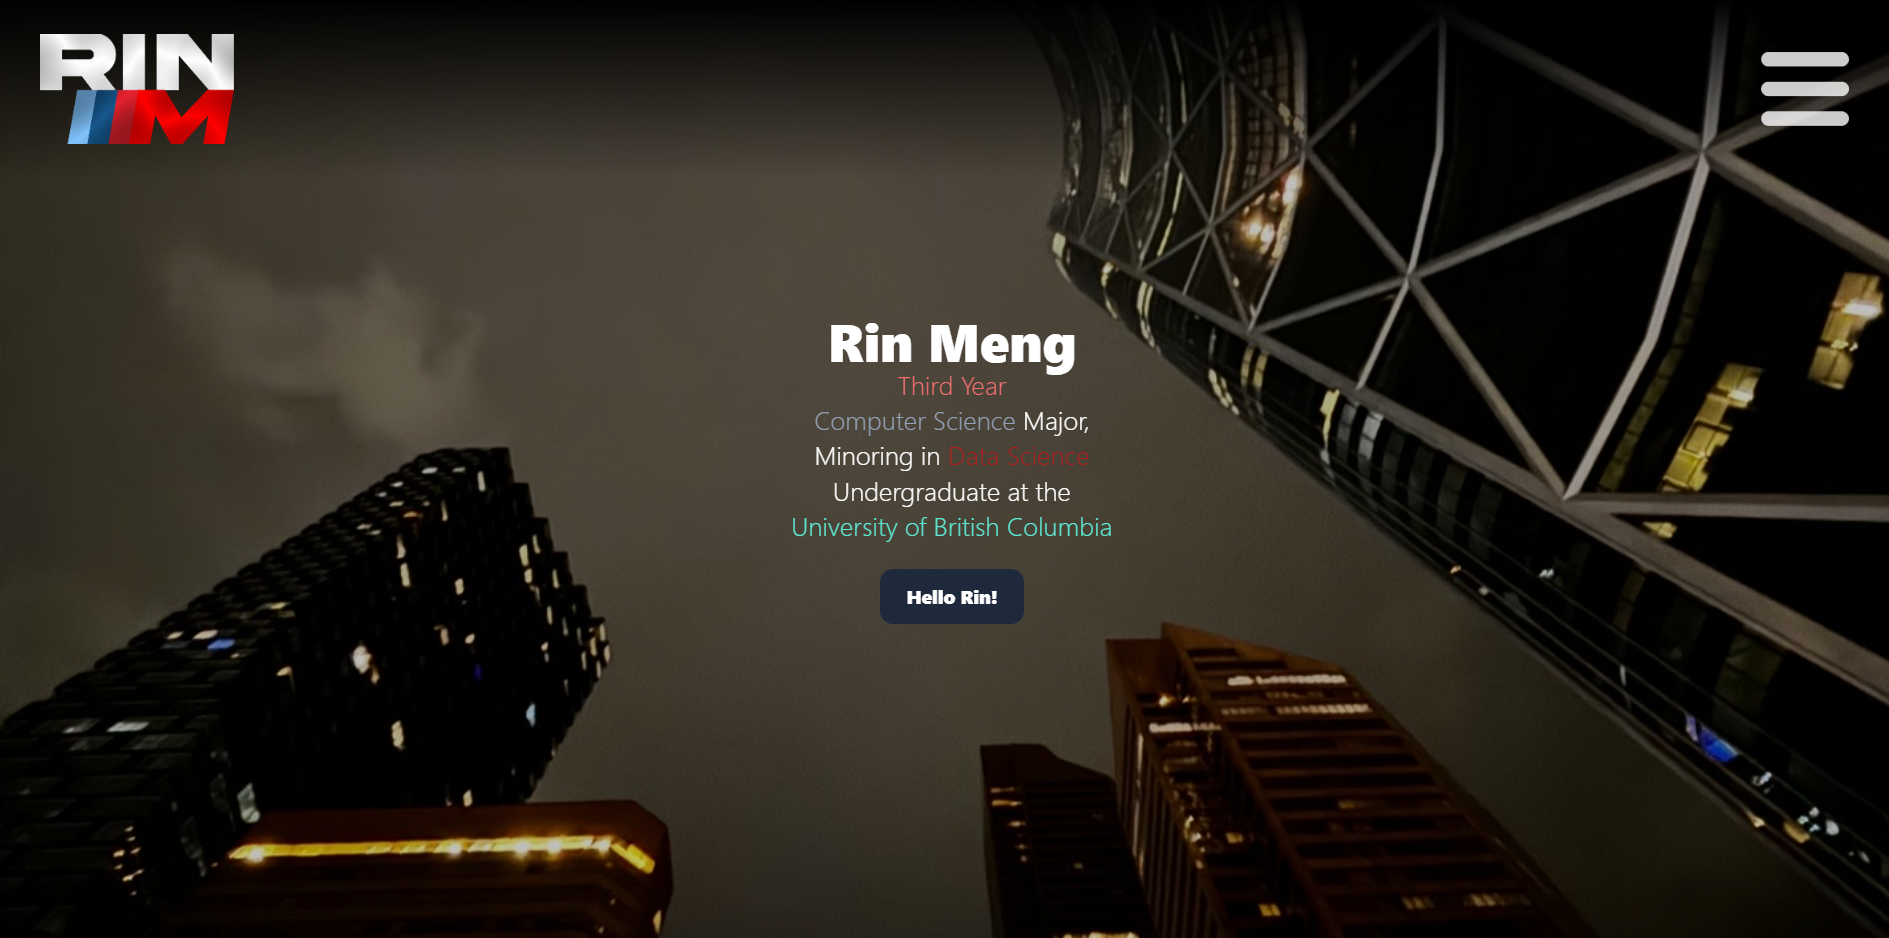 RIN
M
Rin Meng
Third Year
Computer Science Major,
Minoring in Data Science
Undergraduate at the
University of British Columbia
Hello Rin!